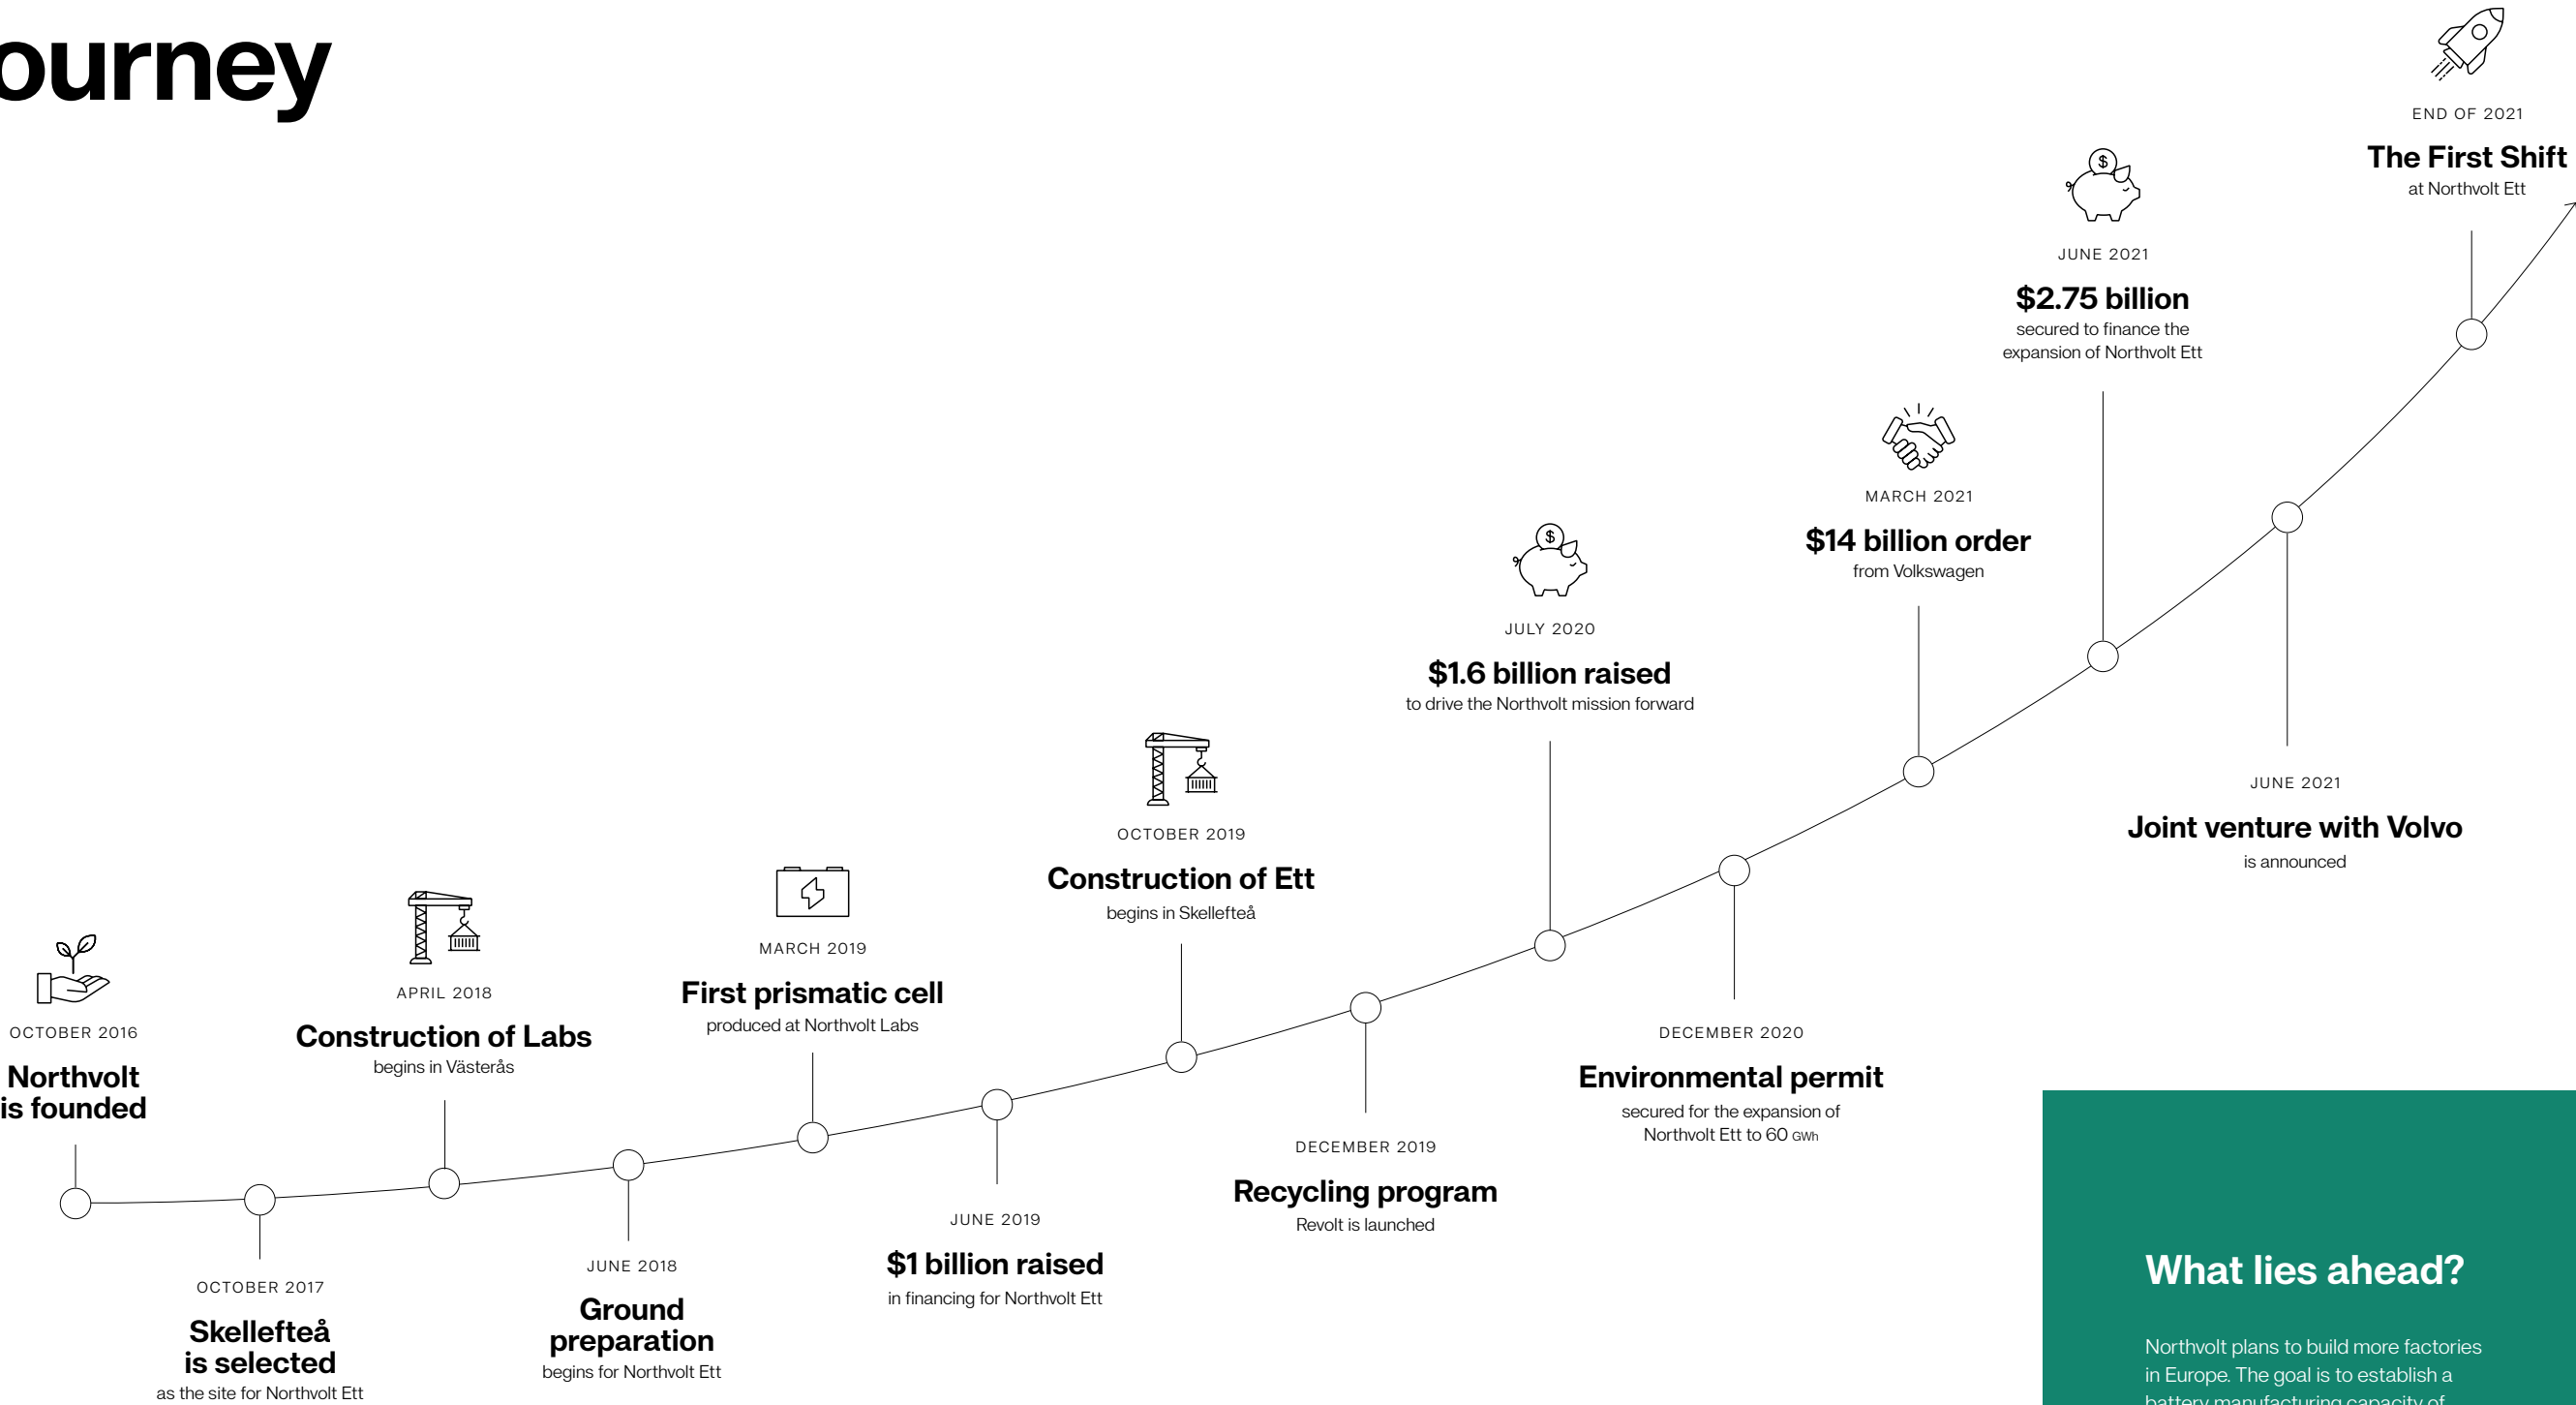 ourney
OCTOBER 2016
Northvolt
is founded
OCTOBER 2017
Skellefteå
is selected
as the site for Northvolt Ett
APRIL 2018
Construction of Labs
begins in Västerås
JUNE 2018
Ground
preparation
begins for Northvolt Ett
MARCH 2019
First prismatic cell
produced at Northvolt Labs
JUNE 2019
$1 billion raised
in financing for Northvolt Ett
OCTOBER 2019
Construction of Ett
begins in Skellefteå
DECEMBER 2019
Recycling program
Revolt is launched
$
JULY 2020
$1.6 billion raised
to drive the Northvolt mission forward
DECEMBER 2020
Environmental permit
secured for the expansion of
Northvolt Ett to 60 GWh
MARCH 2021
$14 billion order
from Volkswagen
$
JUNE 2021
$2.75 billion
secured to finance the
expansion of Northvolt Ett
JUNE 2021
Joint venture with Volvo
is announced
END OF 2021
The First Shift
at Northvolt Ett
What lies ahead?
Northvolt plans to build more factories
in Europe. The goal is to establish a
battery manufacturing capacity of